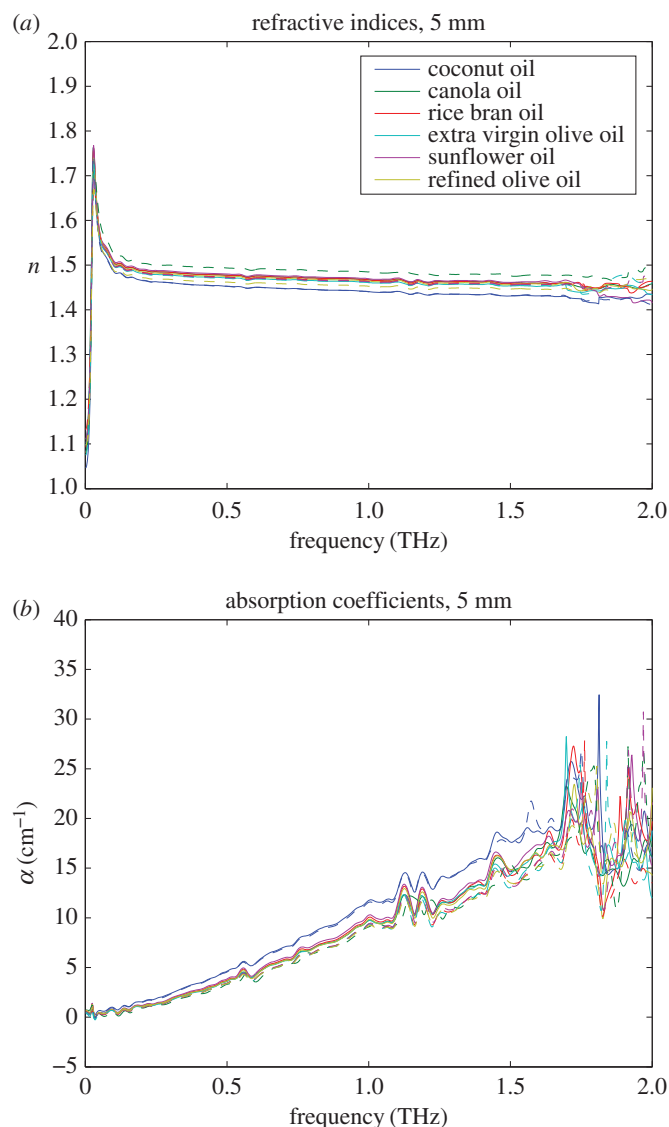 (a) refractive indices, 5 mm
2.0
1.9
1.8
1.7
1.6
1.5
1.4
1.3
1.2
1.1
1.0
n
coconut oil
canola oil
rice bran oil
extra virgin olive oil
sunflower oil
refined olive oil
0 0.5 1.0 1.5 2.0
frequency (THz)
(b) absorption coefficients, 5 mm
40
35
30
25
20
15
10
5
0
−5
α (cm⁻¹)
0 0.5 1.0 1.5 2.0
frequency (THz)